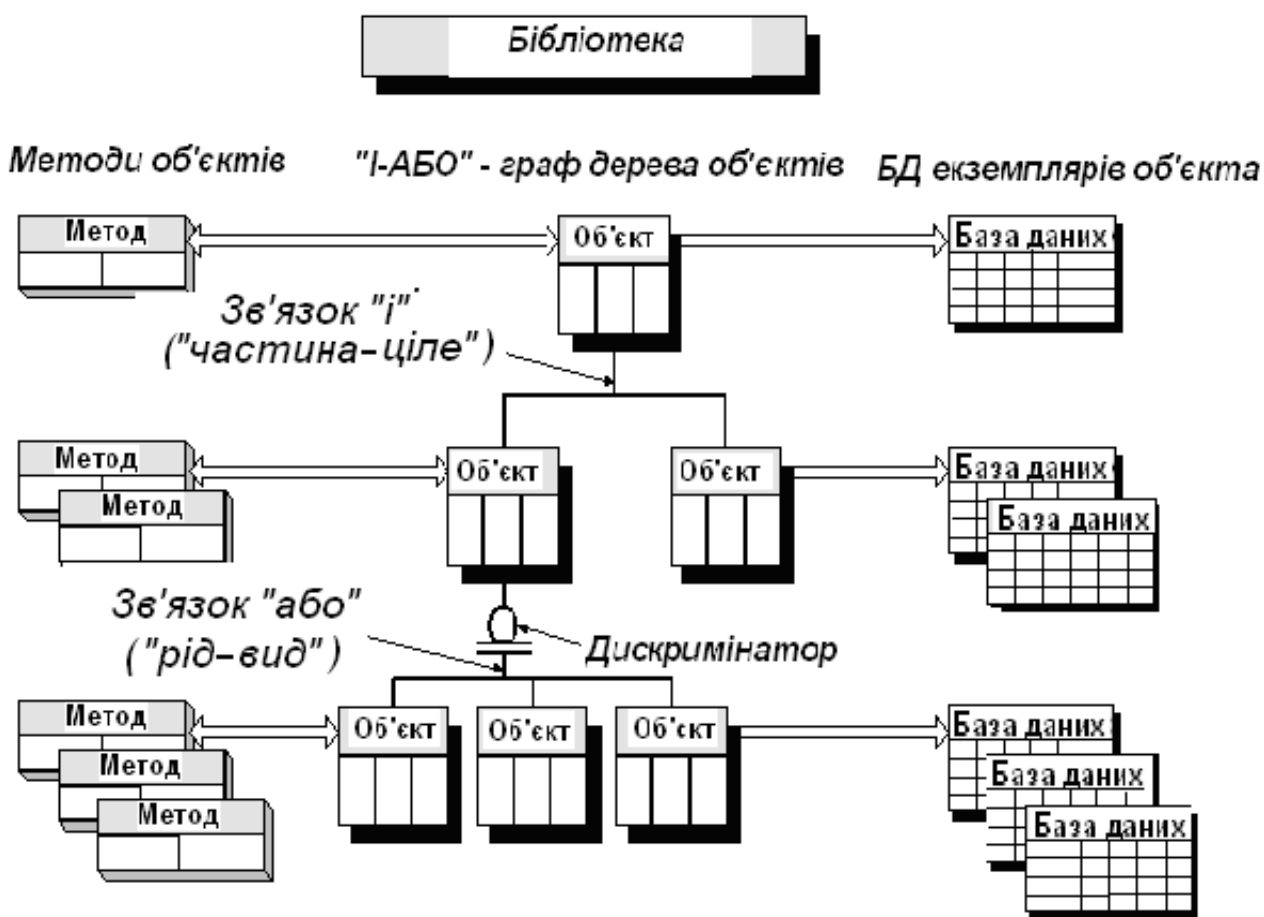 Бібліотека
Методи об'єктів "І-АБО" - граф дерева об'єктів БД екземплярів об'єкта
Метод Об'єкт База даних
Зв'язок "і"
("частина-ціле")
Метод Об'єкт Об'єкт База даних
Метод База даних
Зв'язок "або"
("рід-вид") Дискримінатор
Метод Об'єкт Об'єкт Об'єкт База даних
Метод База даних
Метод База даних